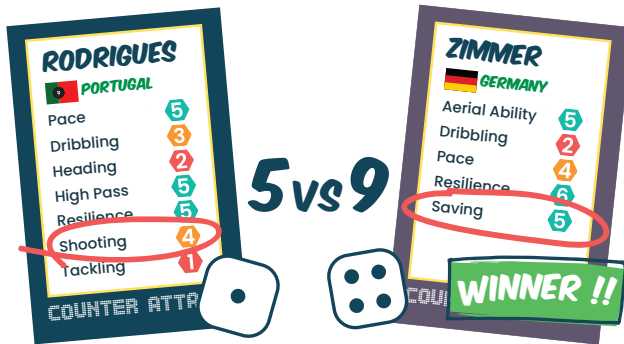 RODRIGUES
PORTUGAL
Pace 5
Dribbling 3
Heading 2
High Pass 5
Resilience 5
Shooting 4
Tackling 1
COUNTER ATTA
5 vs 9
ZIMMER
GERMANY
Aerial Ability 5
Dribbling 2
Pace 4
Resilience 6
Saving 5
COU
WINNER !!